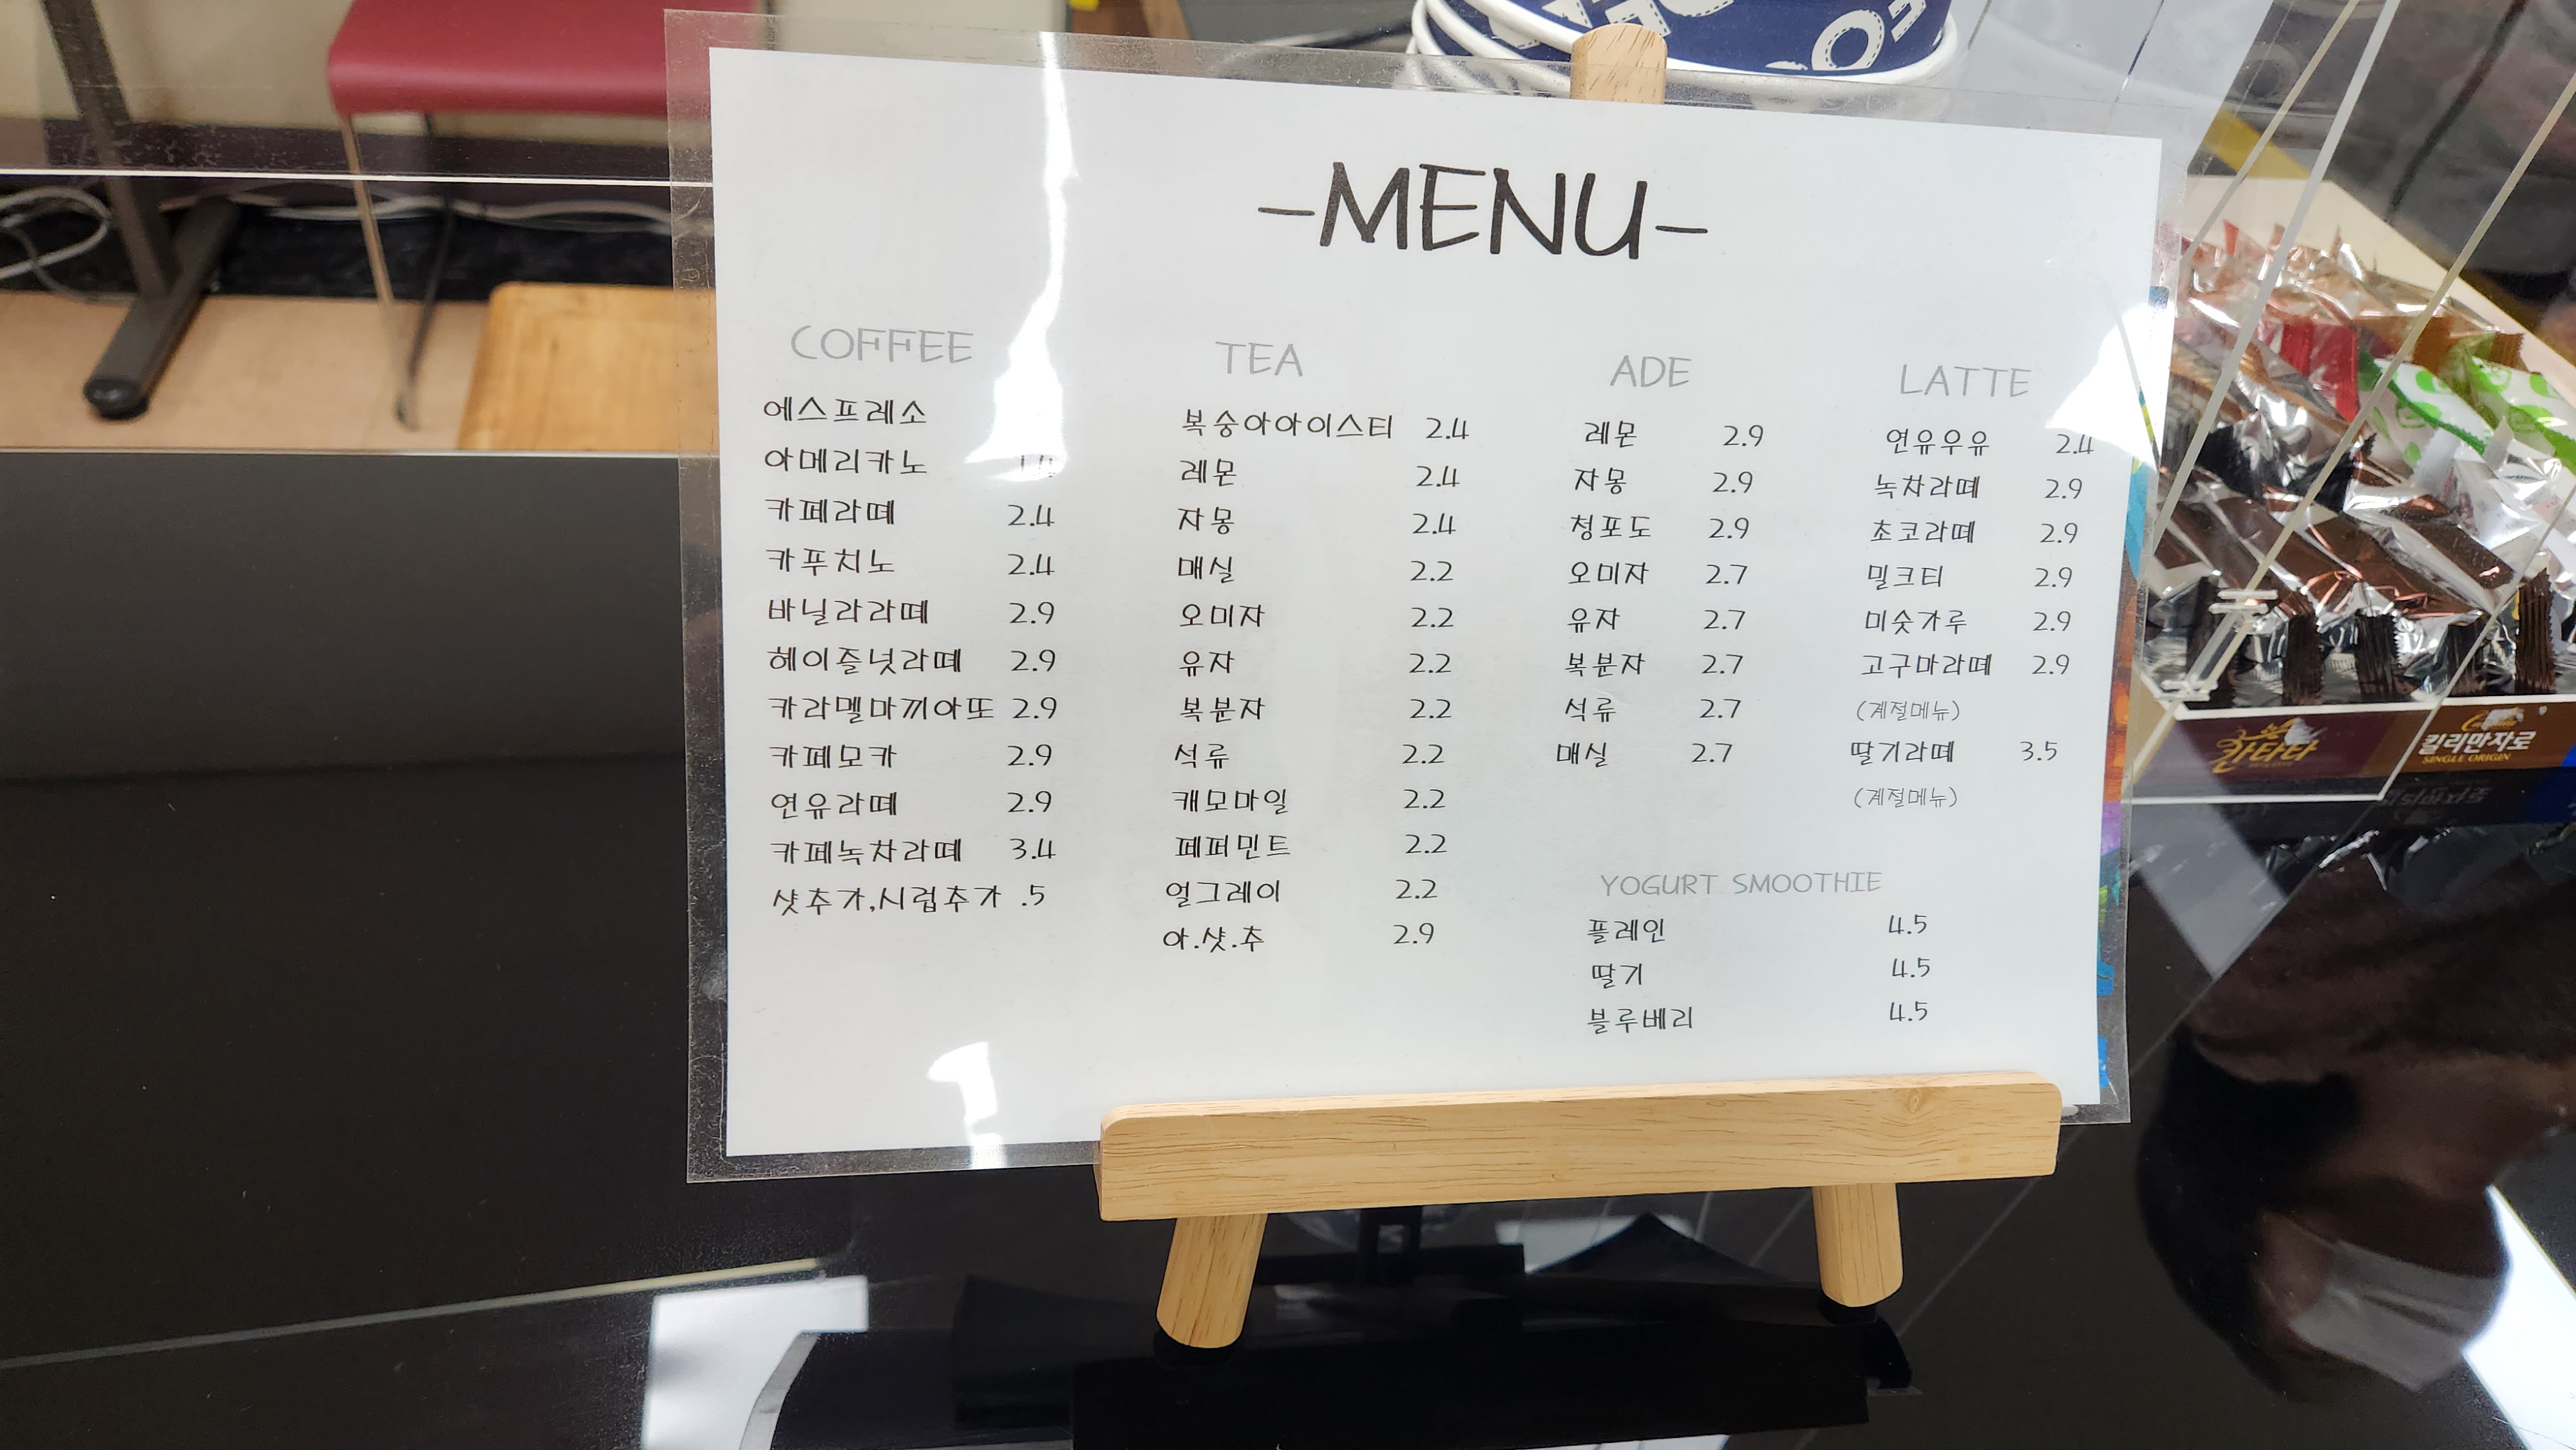 -MENU-
COFFEE
에스프레소
아메리카노
카페라떼 2.4
카푸치노 2.4
바닐라라떼 2.9
헤이즐넛라떼 2.9
카라멜마끼아또 2.9
카페모카 2.9
연유라떼 2.9
카페녹차라떼 3.4
샷추가,시럽추가 .5
TEA
복숭아아이스티 2.4
레몬 2.4
자몽 2.4
매실 2.2
오미자 2.2
유자 2.2
복분자 2.2
석류 2.2
캐모마일 2.2
페퍼민트 2.2
얼그레이 2.2
아.샷.추 2.9
ADE
레몬 2.9
자몽 2.9
청포도 2.9
오미자 2.7
유자 2.7
복분자 2.7
석류 2.7
매실 2.7
LATTE
연유우유 2.4
녹차라떼 2.9
초코라떼 2.9
밀크티 2.9
미숫가루 2.9
고구마라떼 2.9
(계절메뉴)
딸기라떼 3.5
(계절메뉴)
YOGURT SMOOTHIE
플레인 4.5
딸기 4.5
블루베리 4.5
칸타타
킬리만자로
SINGLE ORIGIN